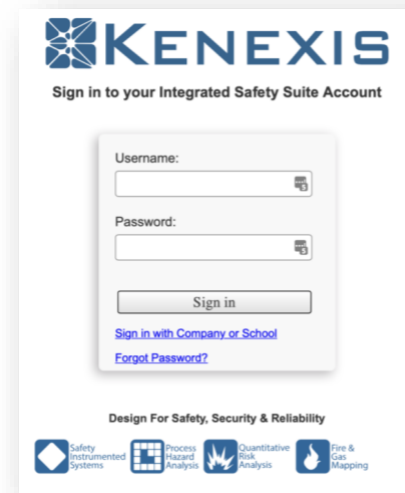 KENEXIS
Sign in to your Integrated Safety Suite Account
Username:
Password:
Sign in
Sign in with Company or School
Forgot Password?
Design For Safety, Security & Reliability
Safety
Instrumented
Systems
Process
Hazard
Analysis
Quantitative
Risk
Analysis
Fire &
Gas
Mapping